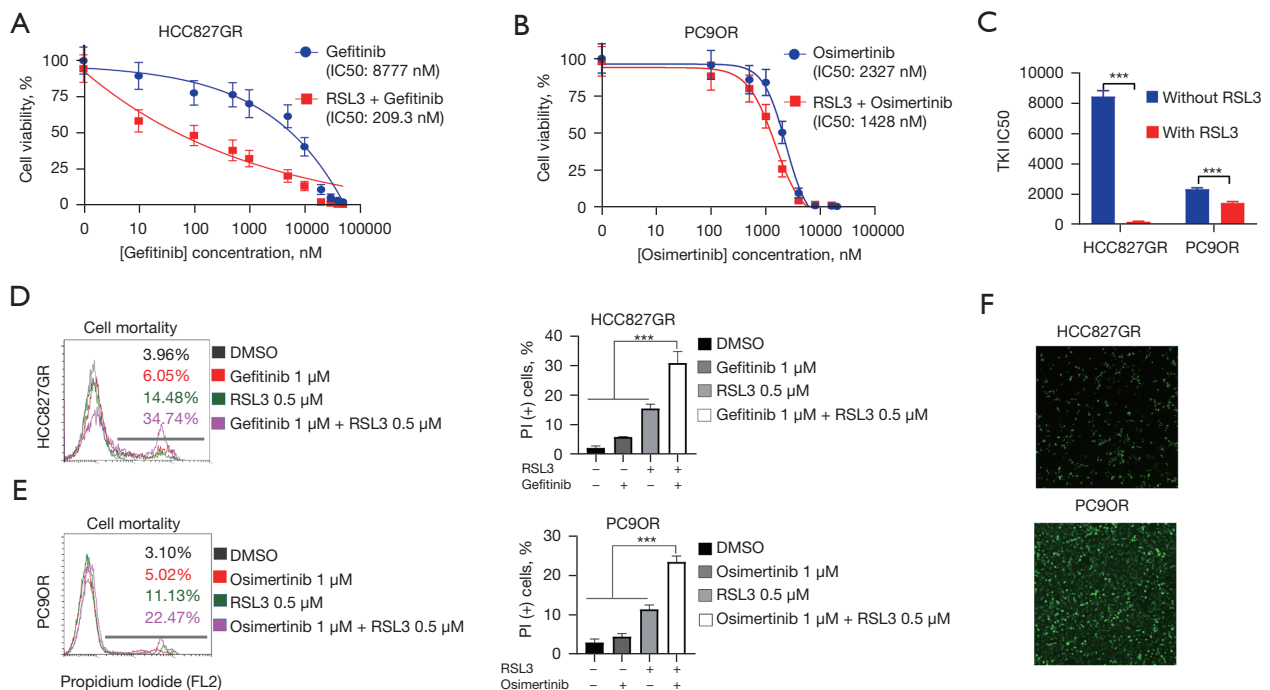 A
HCC827GR
Cell viability, %
100
75
50
25
0
0
10
100
1000
10000
100000
[Gefitinib] concentration, nM
Gefitinib
(IC50: 8777 nM)
RSL3 + Gefitinib
(IC50: 209.3 nM)
B
PC9OR
Cell viability, %
100
75
50
25
0
0
10
100
1000
10000
100000
[Osimertinib] concentration, nM
Osimertinib
(IC50: 2327 nM)
RSL3 + Osimertinib
(IC50: 1428 nM)
C
TKI IC50
10000
8000
6000
4000
2000
0
***
***
Without RSL3
With RSL3
HCC827GR
PC9OR
D
Cell mortality
HCC827GR
3.96%
6.05%
14.48%
34.74%
DMSO
Gefitinib 1 µM
RSL3 0.5 µM
Gefitinib 1 µM + RSL3 0.5 µM
HCC827GR
PI (+) cells, %
40
30
20
10
0
***
DMSO
Gefitinib 1 µM
RSL3 0.5 µM
Gefitinib 1 µM + RSL3 0.5 µM
RSL3 – – + +
Gefitinib – + – +
E
Cell mortality
PC9OR
3.10%
5.02%
11.13%
22.47%
DMSO
Osimertinib 1 µM
RSL3 0.5 µM
Osimertinib 1 µM + RSL3 0.5 µM
Propidium Iodide (FL2)
PC9OR
PI (+) cells, %
30
20
10
0
***
DMSO
Osimertinib 1 µM
RSL3 0.5 µM
Osimertinib 1 µM + RSL3 0.5 µM
RSL3 – – + +
Osimertinib – + – +
F
HCC827GR
PC9OR